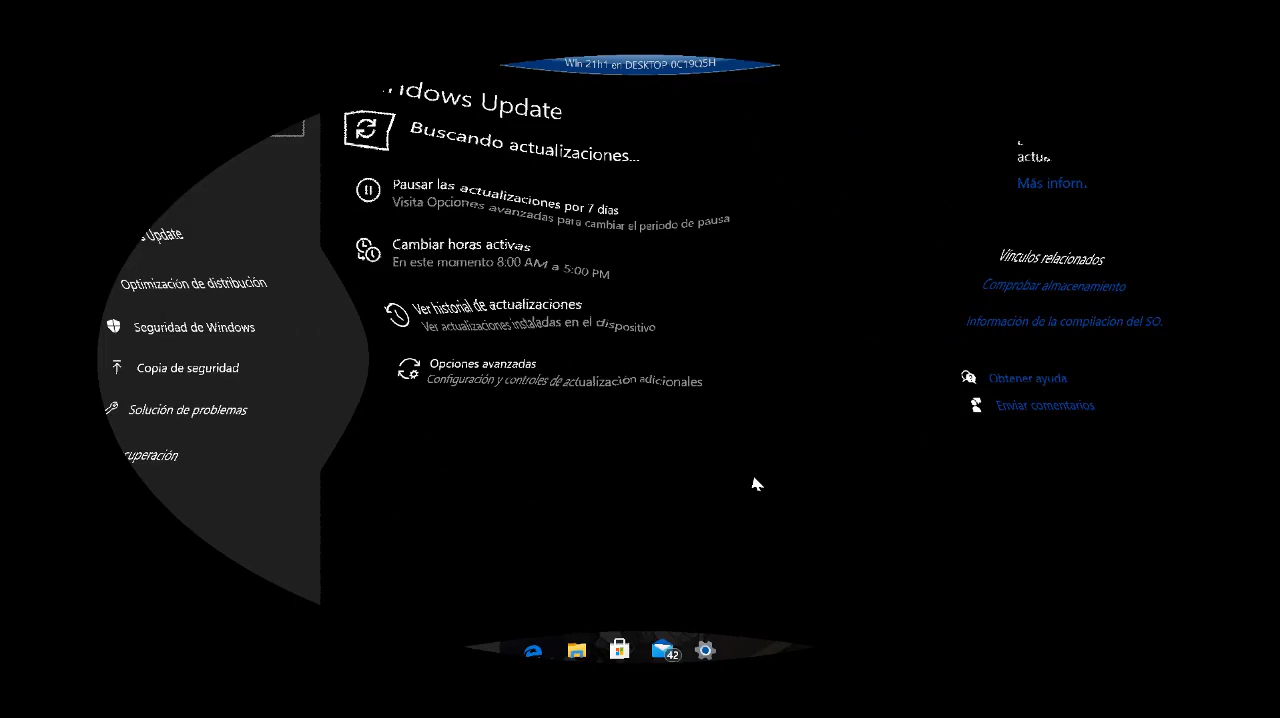 Win 21h1 en DESKTOP-0C19Q5H
ndows Update
Buscando actualizaciones...
Pausar las actualizaciones por 7 días
Visita Opciones avanzadas para cambiar el periodo de pausa
Cambiar horas activas
En este momento 8:00 AM a 5:00 PM
Ver historial de actualizaciones
Ver actualizaciones instaladas en el dispositivo
Opciones avanzadas
Configuración y controles de actualización adicionales
s Update
Optimización de distribución
Seguridad de Windows
Copia de seguridad
Solución de problemas
cuperación
actu
Más inform.
Vínculos relacionados
Comprobar almacenamiento
Información de la compilación del SO.
Obtener ayuda
Enviar comentarios
42